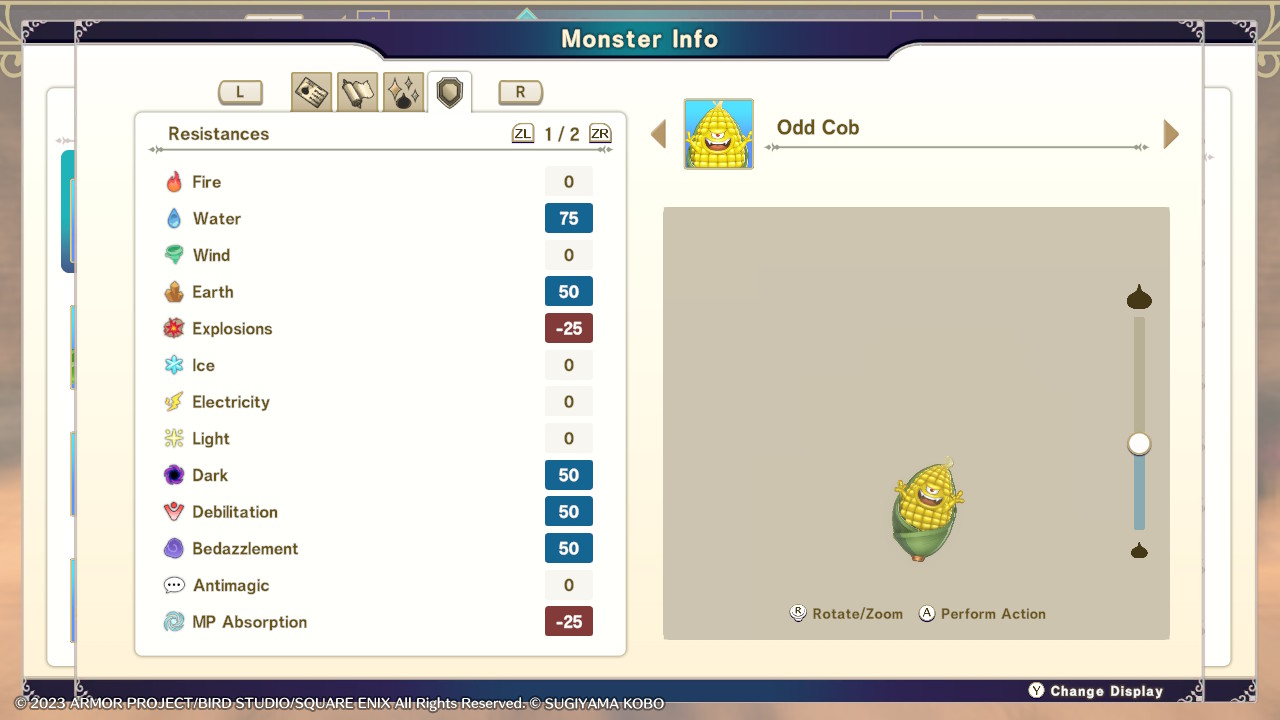 Monster Info
L
R
Resistances ZL 1 / 2 ZR
Fire 0
Water 75
Wind 0
Earth 50
Explosions -25
Ice 0
Electricity 0
Light 0
Dark 50
Debilitation 50
Bedazzlement 50
Antimagic 0
MP Absorption -25
Odd Cob
R Rotate/Zoom A Perform Action
Y Change Display
© 2023 ARMOR PROJECT/BIRD STUDIO/SQUARE ENIX All Rights Reserved. © SUGIYAMA KOBO